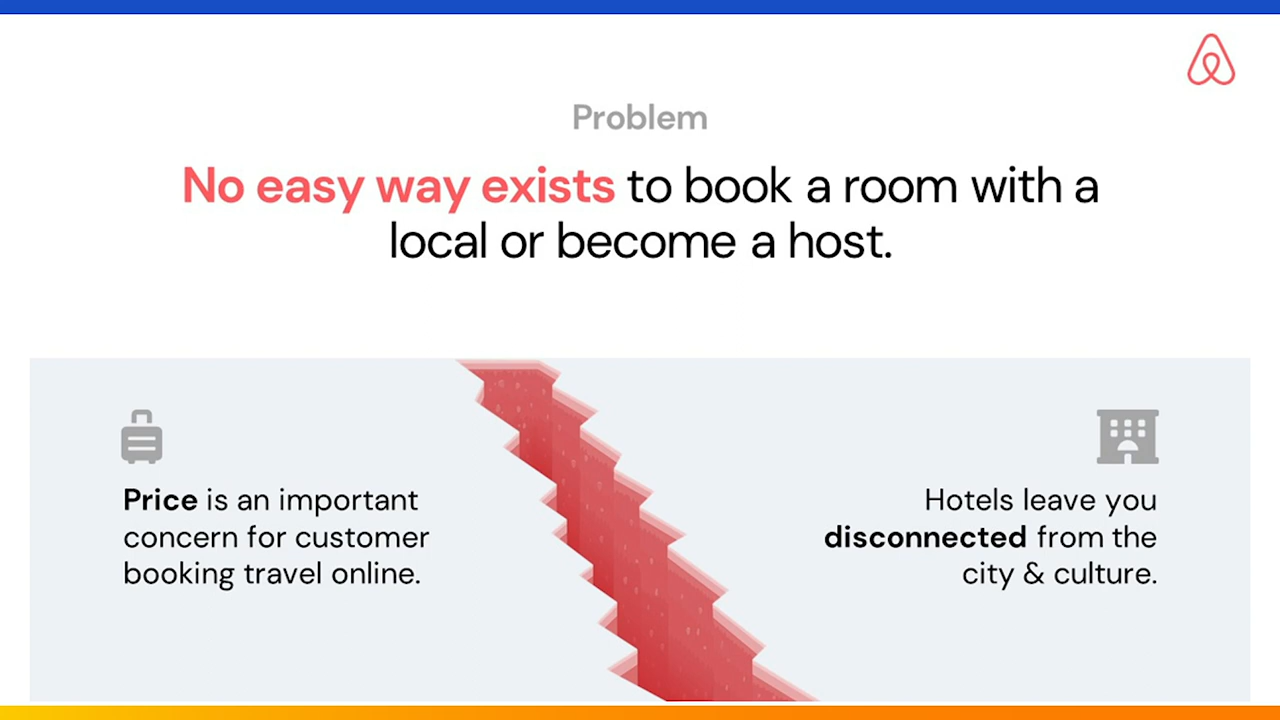 Problem
No easy way exists to book a room with a
local or become a host.
Price is an important
concern for customer
booking travel online.
Hotels leave you
disconnected from the
city & culture.